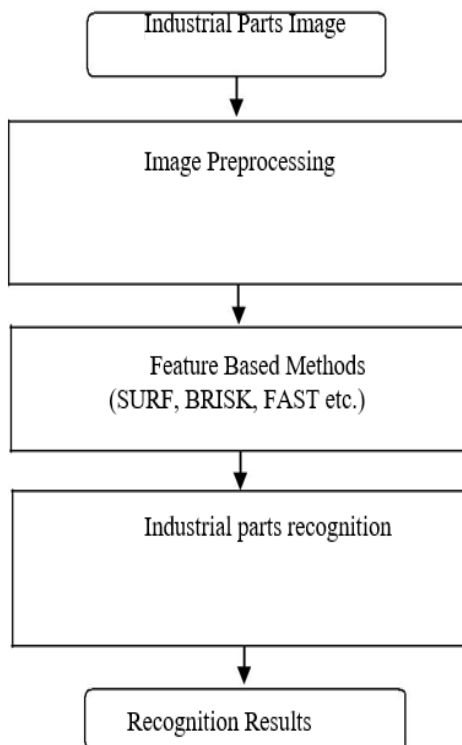 Industrial Parts Image
Image Preprocessing
Feature Based Methods
(SURF, BRISK, FAST etc.)
Industrial parts recognition
Recognition Results